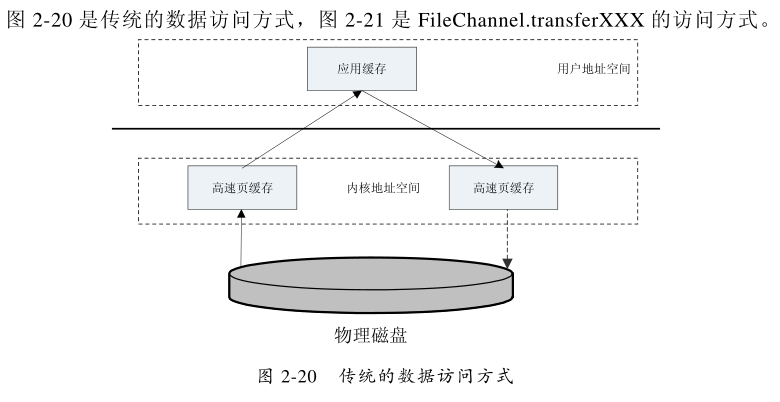 图 2-20 是传统的数据访问方式，图 2-21 是 FileChannel.transferXXX 的访问方式。
应用缓存
用户地址空间
高速页缓存
内核地址空间
高速页缓存
物理磁盘
图 2-20 传统的数据访问方式